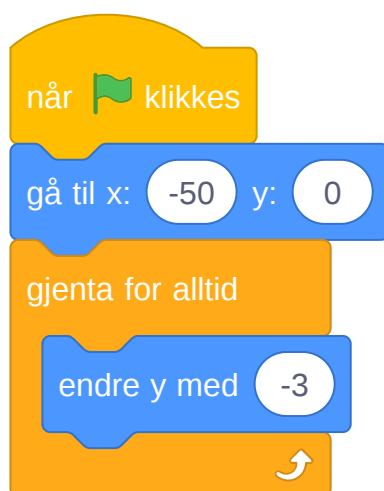 når klikkes
gå til x: -50 y: 0
gjenta for alltid
endre y med -3